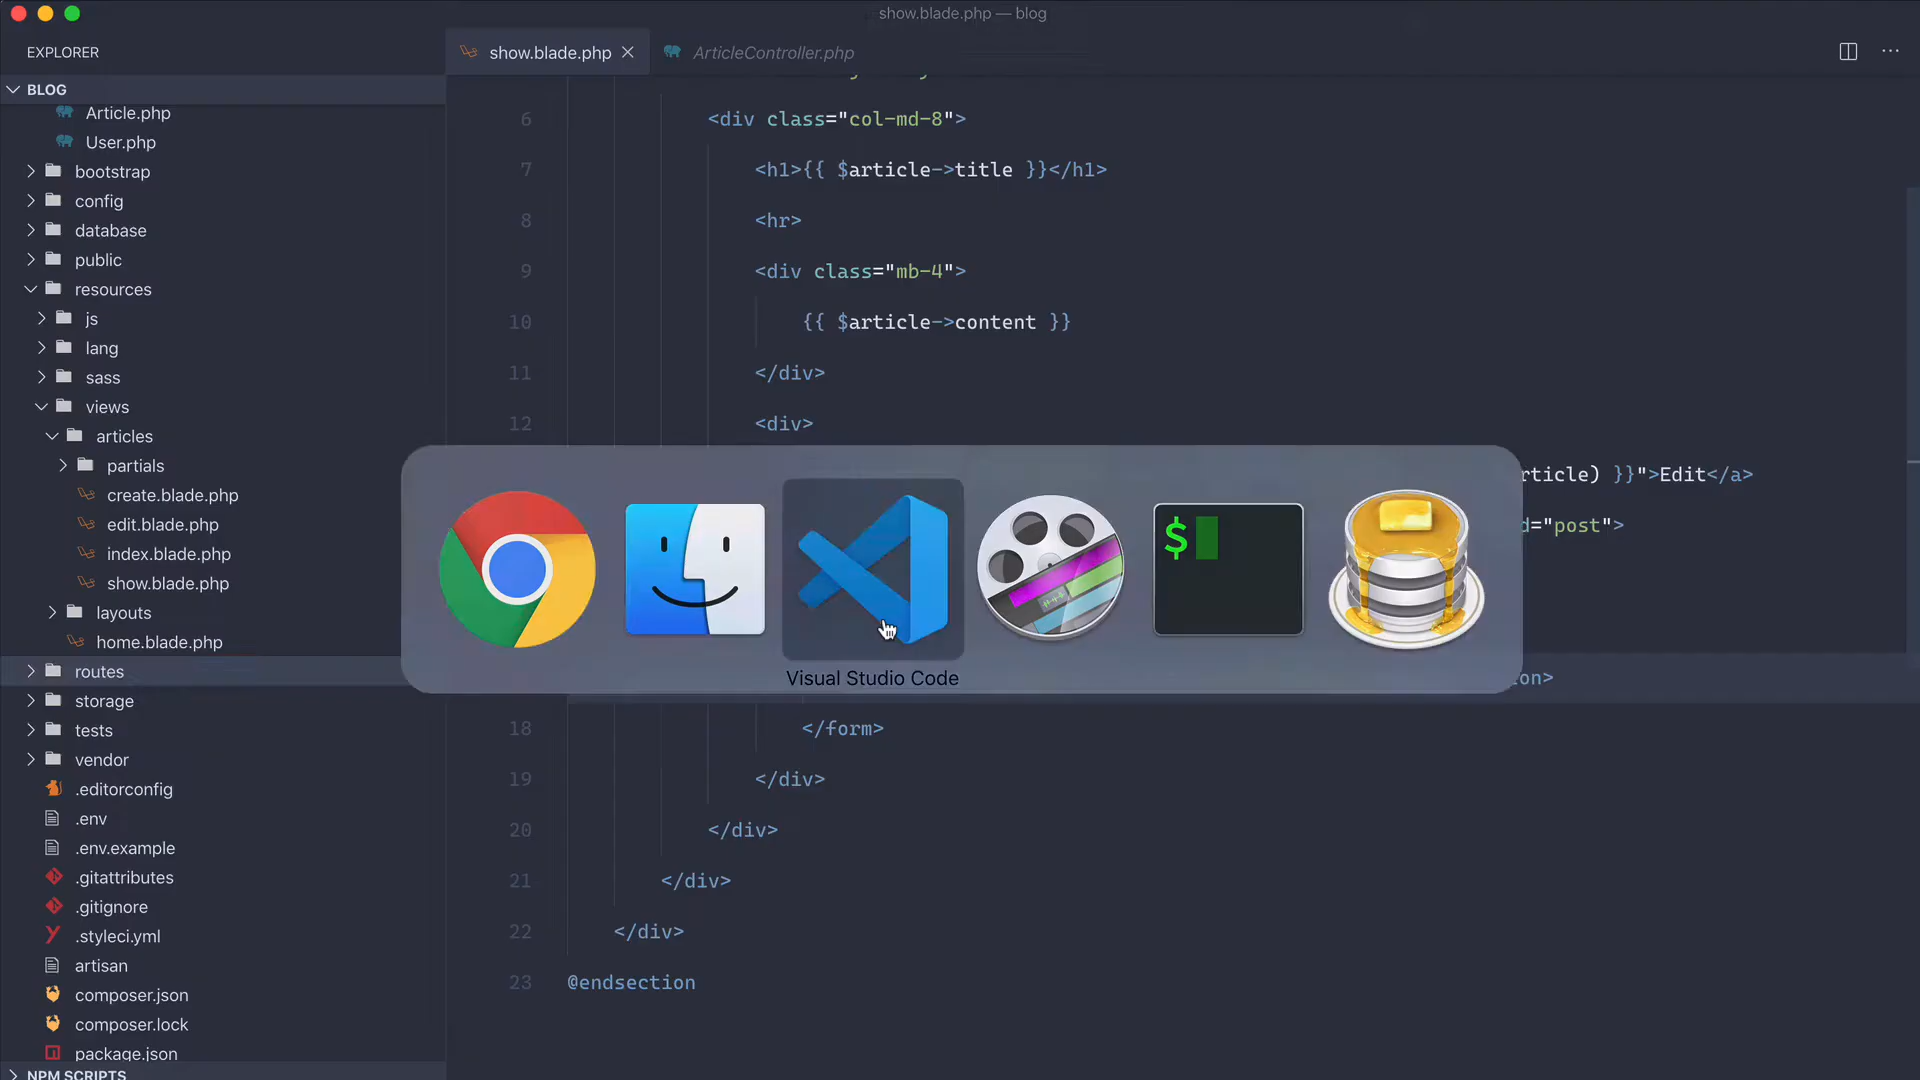 show.blade.php — blog
EXPLORER
show.blade.php
ArticleController.php
BLOG
Article.php
User.php
bootstrap
config
database
public
resources
js
lang
sass
views
articles
partials
create.blade.php
edit.blade.php
index.blade.php
show.blade.php
layouts
home.blade.php
routes
storage
tests
vendor
.editorconfig
.env
.env.example
.gitattributes
.gitignore
.styleci.yml
artisan
composer.json
composer.lock
package.json
NPM SCRIPTS
6 <div class="col-md-8">
7 <h1>{{ $article->title }}</h1>
8 <hr>
9 <div class="mb-4">
10 {{ $article->content }}
11 </div>
12 <div>
rticle) }}">Edit</a>
d="post">
$
Visual Studio Code
on>
18 </form>
19 </div>
20 </div>
21 </div>
22 </div>
23 @endsection